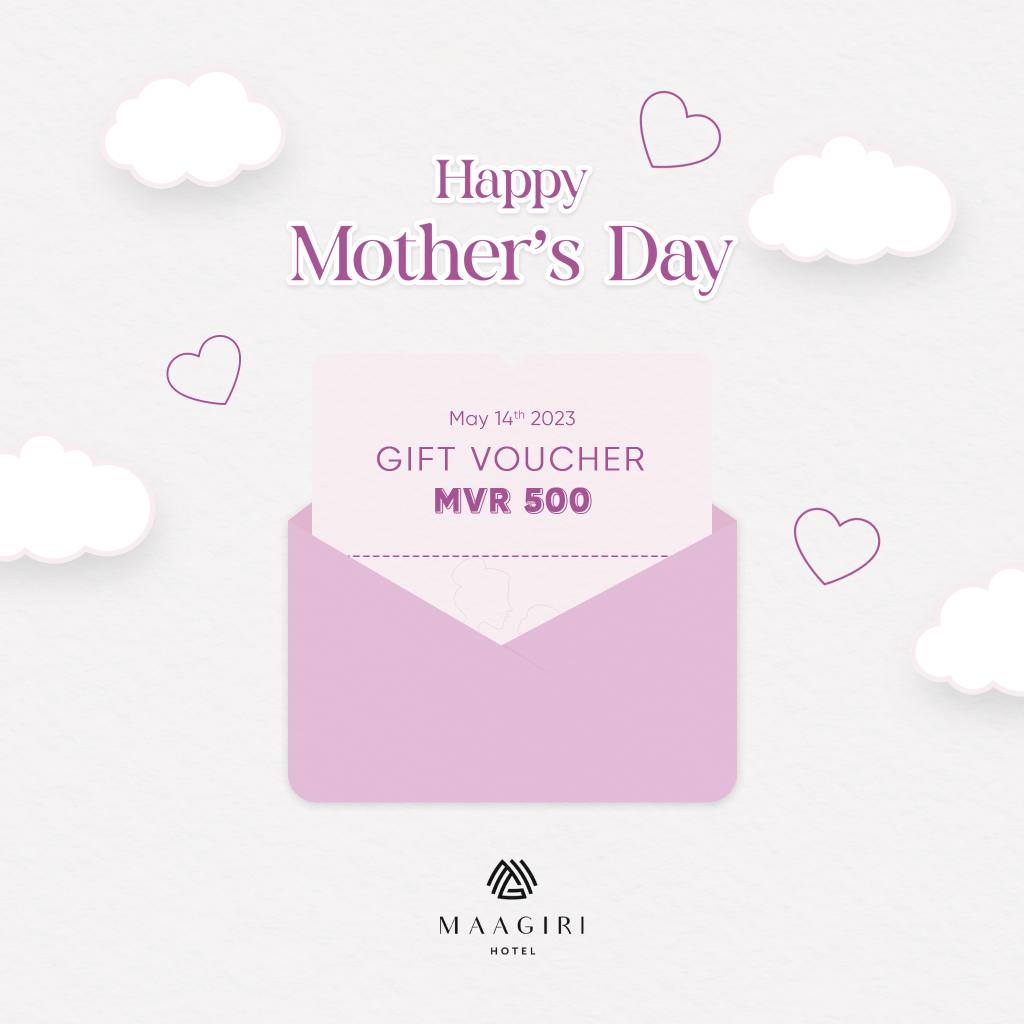 Happy
Mother’s Day
May 14th 2023
GIFT VOUCHER
MVR 500
MAAGIRI
HOTEL